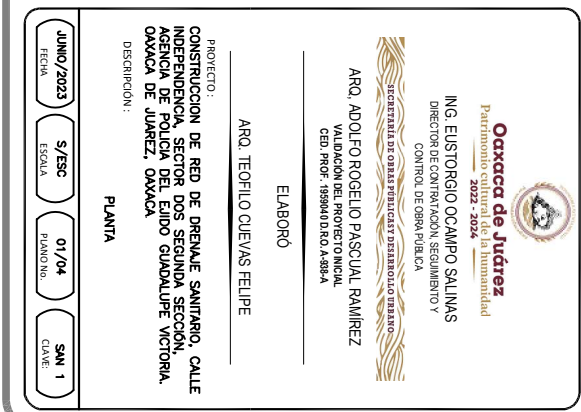 Oaxaca de Juárez
Patrimonio cultural de la humanidad
2022 - 2024
ING. EUSTORGIO OCAMPO SALINAS
DIRECTOR DE CONTRATACIÓN, SEGUIMIENTO Y
CONTROL DE OBRA PÚBLICA
SECRETARÍA DE OBRAS PÚBLICAS Y DESARROLLO URBANO
ARQ. ADOLFO ROGELIO PASCUAL RAMÍREZ
VALIDACIÓN DEL PROYECTO INICIAL
CED. PROF. 1959040 D.R.O. A-938-A
ELABORÓ
ARQ. TEOFILO CUEVAS FELIPE
PROYECTO:
CONSTRUCCION DE RED DE DRENAJE SANITARIO, CALLE
INDEPENDENCIA, SECTOR DOS SEGUNDA SECCIÓN,
AGENCIA DE POLICIA DEL EJIDO GUADALUPE VICTORIA.
OAXACA DE JUAREZ, OAXACA
DESCRIPCIÓN:
PLANTA
JUNIO/2023
FECHA
S/ESC
ESCALA
01/04
PLANO No.
SAN 1
CLAVE: